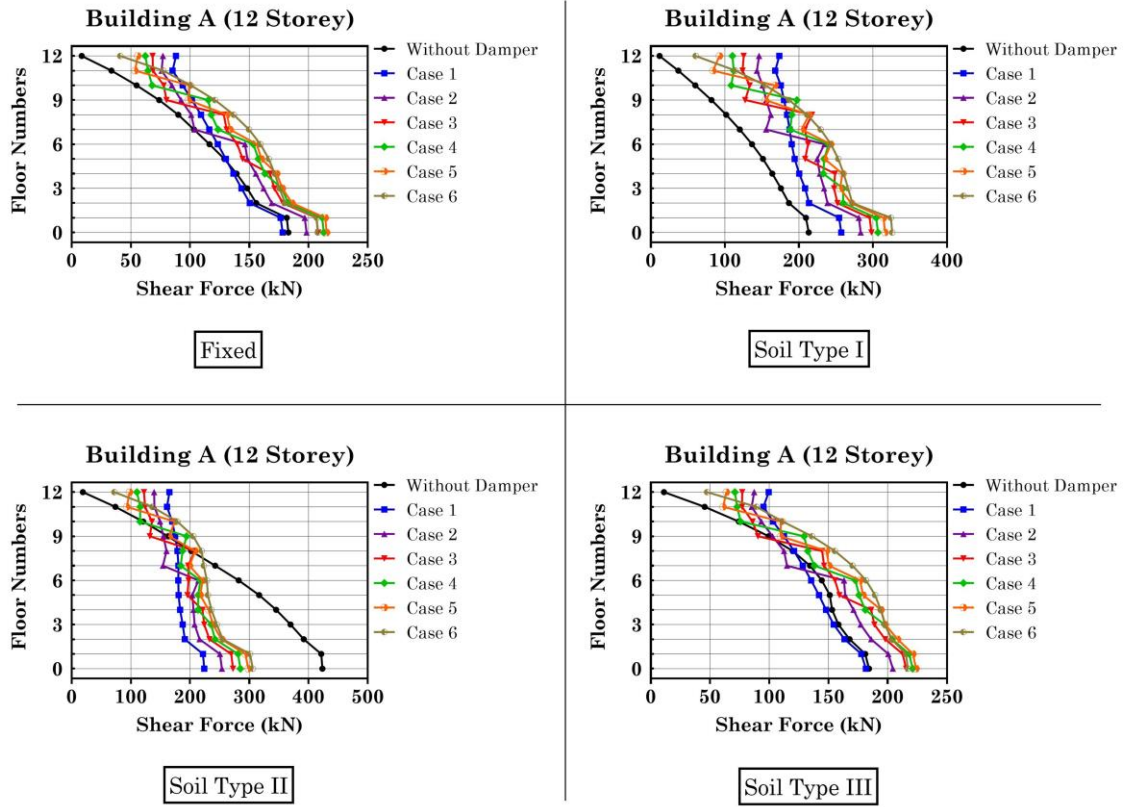 Building A (12 Storey)
Floor Numbers
12
9
6
3
0
0 50 100 150 200 250
Shear Force (kN)
Without Damper
Case 1
Case 2
Case 3
Case 4
Case 5
Case 6
Fixed
Building A (12 Storey)
Floor Numbers
12
9
6
3
0
0 100 200 300 400
Shear Force (kN)
Without Damper
Case 1
Case 2
Case 3
Case 4
Case 5
Case 6
Soil Type I
Building A (12 Storey)
Floor Numbers
12
9
6
3
0
0 100 200 300 400 500
Shear Force (kN)
Without Damper
Case 1
Case 2
Case 3
Case 4
Case 5
Case 6
Soil Type II
Building A (12 Storey)
Floor Numbers
12
9
6
3
0
0 50 100 150 200 250
Shear Force (kN)
Without Damper
Case 1
Case 2
Case 3
Case 4
Case 5
Case 6
Soil Type III